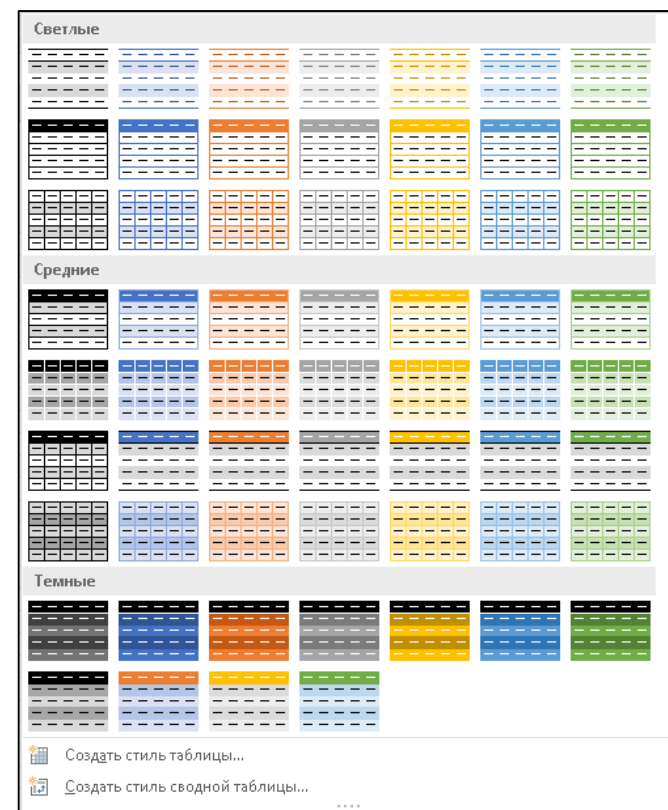 Светлые
Средние
Темные
Создать стиль таблицы...
Создать стиль сводной таблицы...